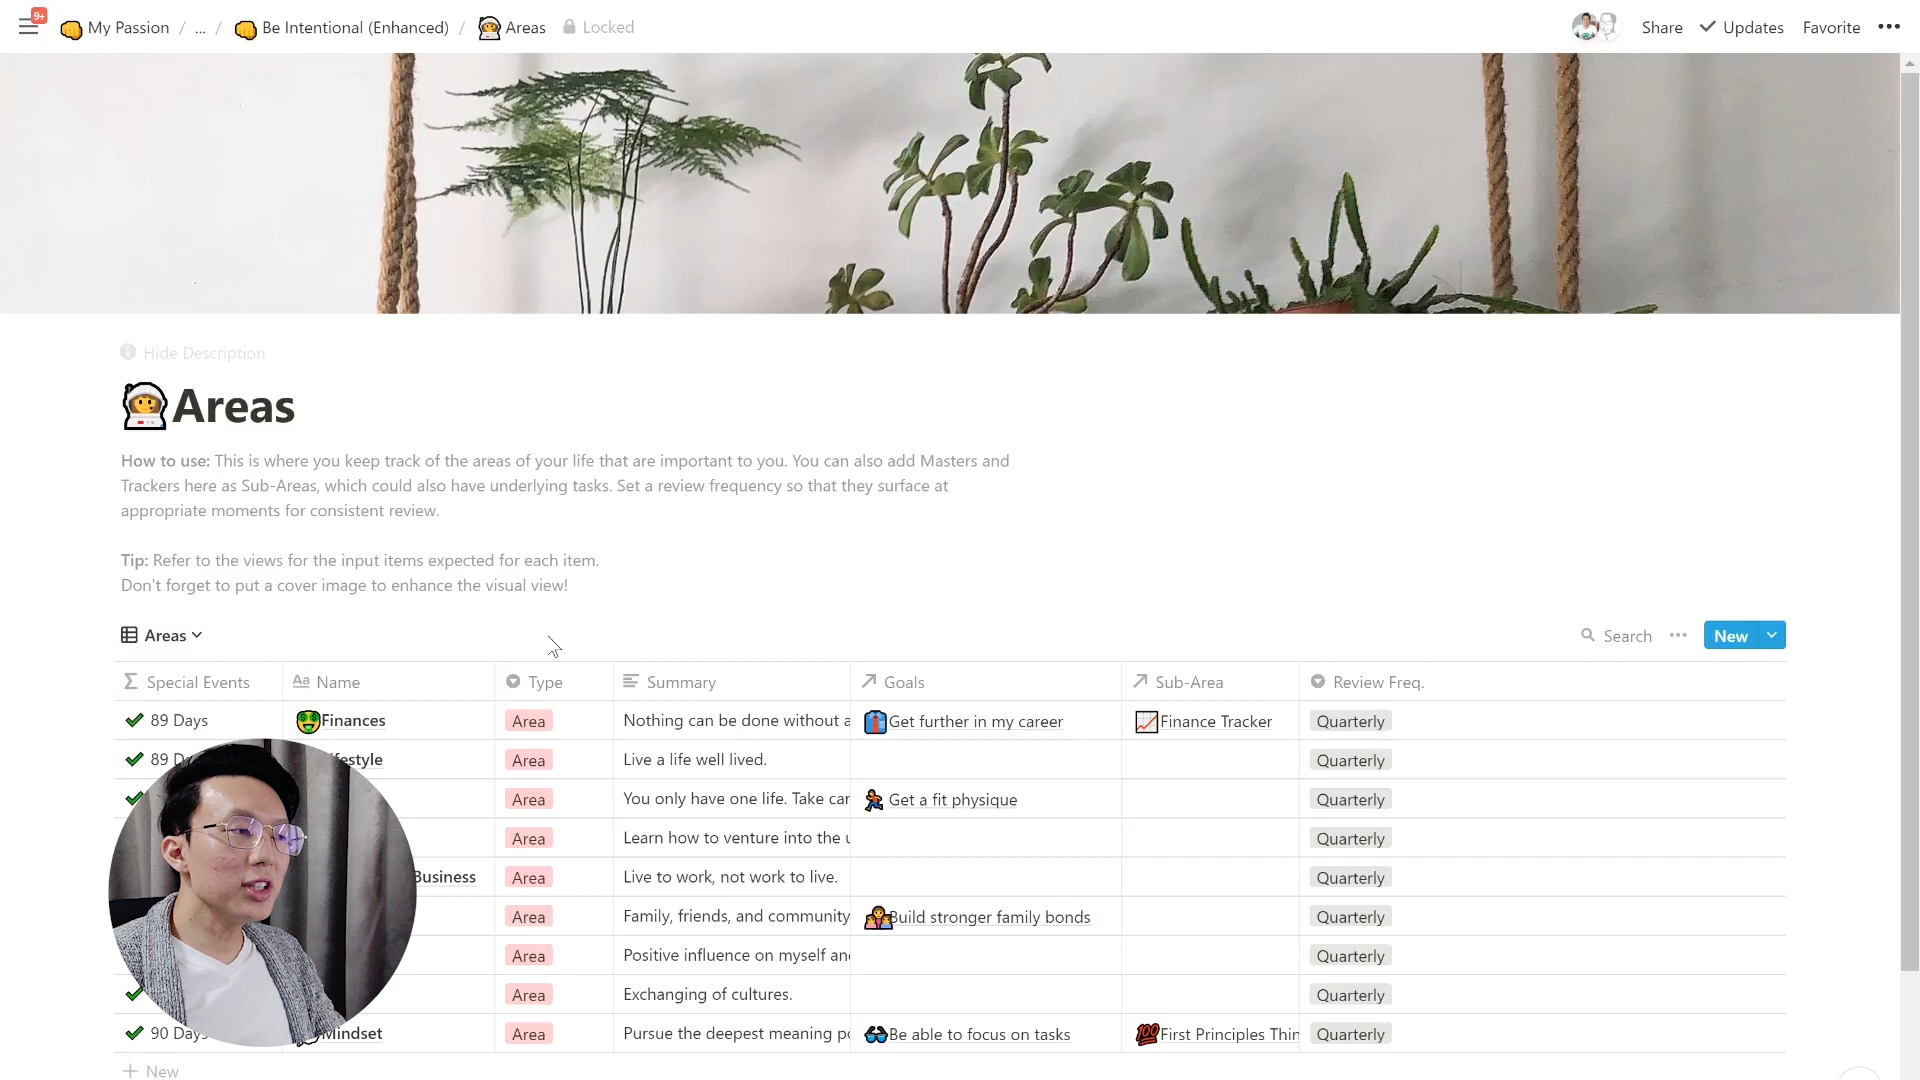 9+
My Passion / ... / Be Intentional (Enhanced) / Areas Locked
Share Updates Favorite
Hide Description
Areas
How to use: This is where you keep track of the areas of your life that are important to you. You can also add Masters and
Trackers here as Sub-Areas, which could also have underlying tasks. Set a review frequency so that they surface at
appropriate moments for consistent review.
Tip: Refer to the views for the input items expected for each item.
Don't forget to put a cover image to enhance the visual view!
Areas Search New
Special Events Aa Name Type Summary Goals Sub-Area Review Freq.
89 Days Finances Area Nothing can be done without a Get further in my career Finance Tracker Quarterly
89 D festyle Area Live a life well lived. Quarterly
Area You only have one life. Take car Get a fit physique Quarterly
Area Learn how to venture into the u Quarterly
Business Area Live to work, not work to live. Quarterly
Area Family, friends, and community Build stronger family bonds Quarterly
Area Positive influence on myself an Quarterly
Area Exchanging of cultures. Quarterly
90 Days Mindset Area Pursue the deepest meaning po Be able to focus on tasks 100 First Principles Thin Quarterly
+ New